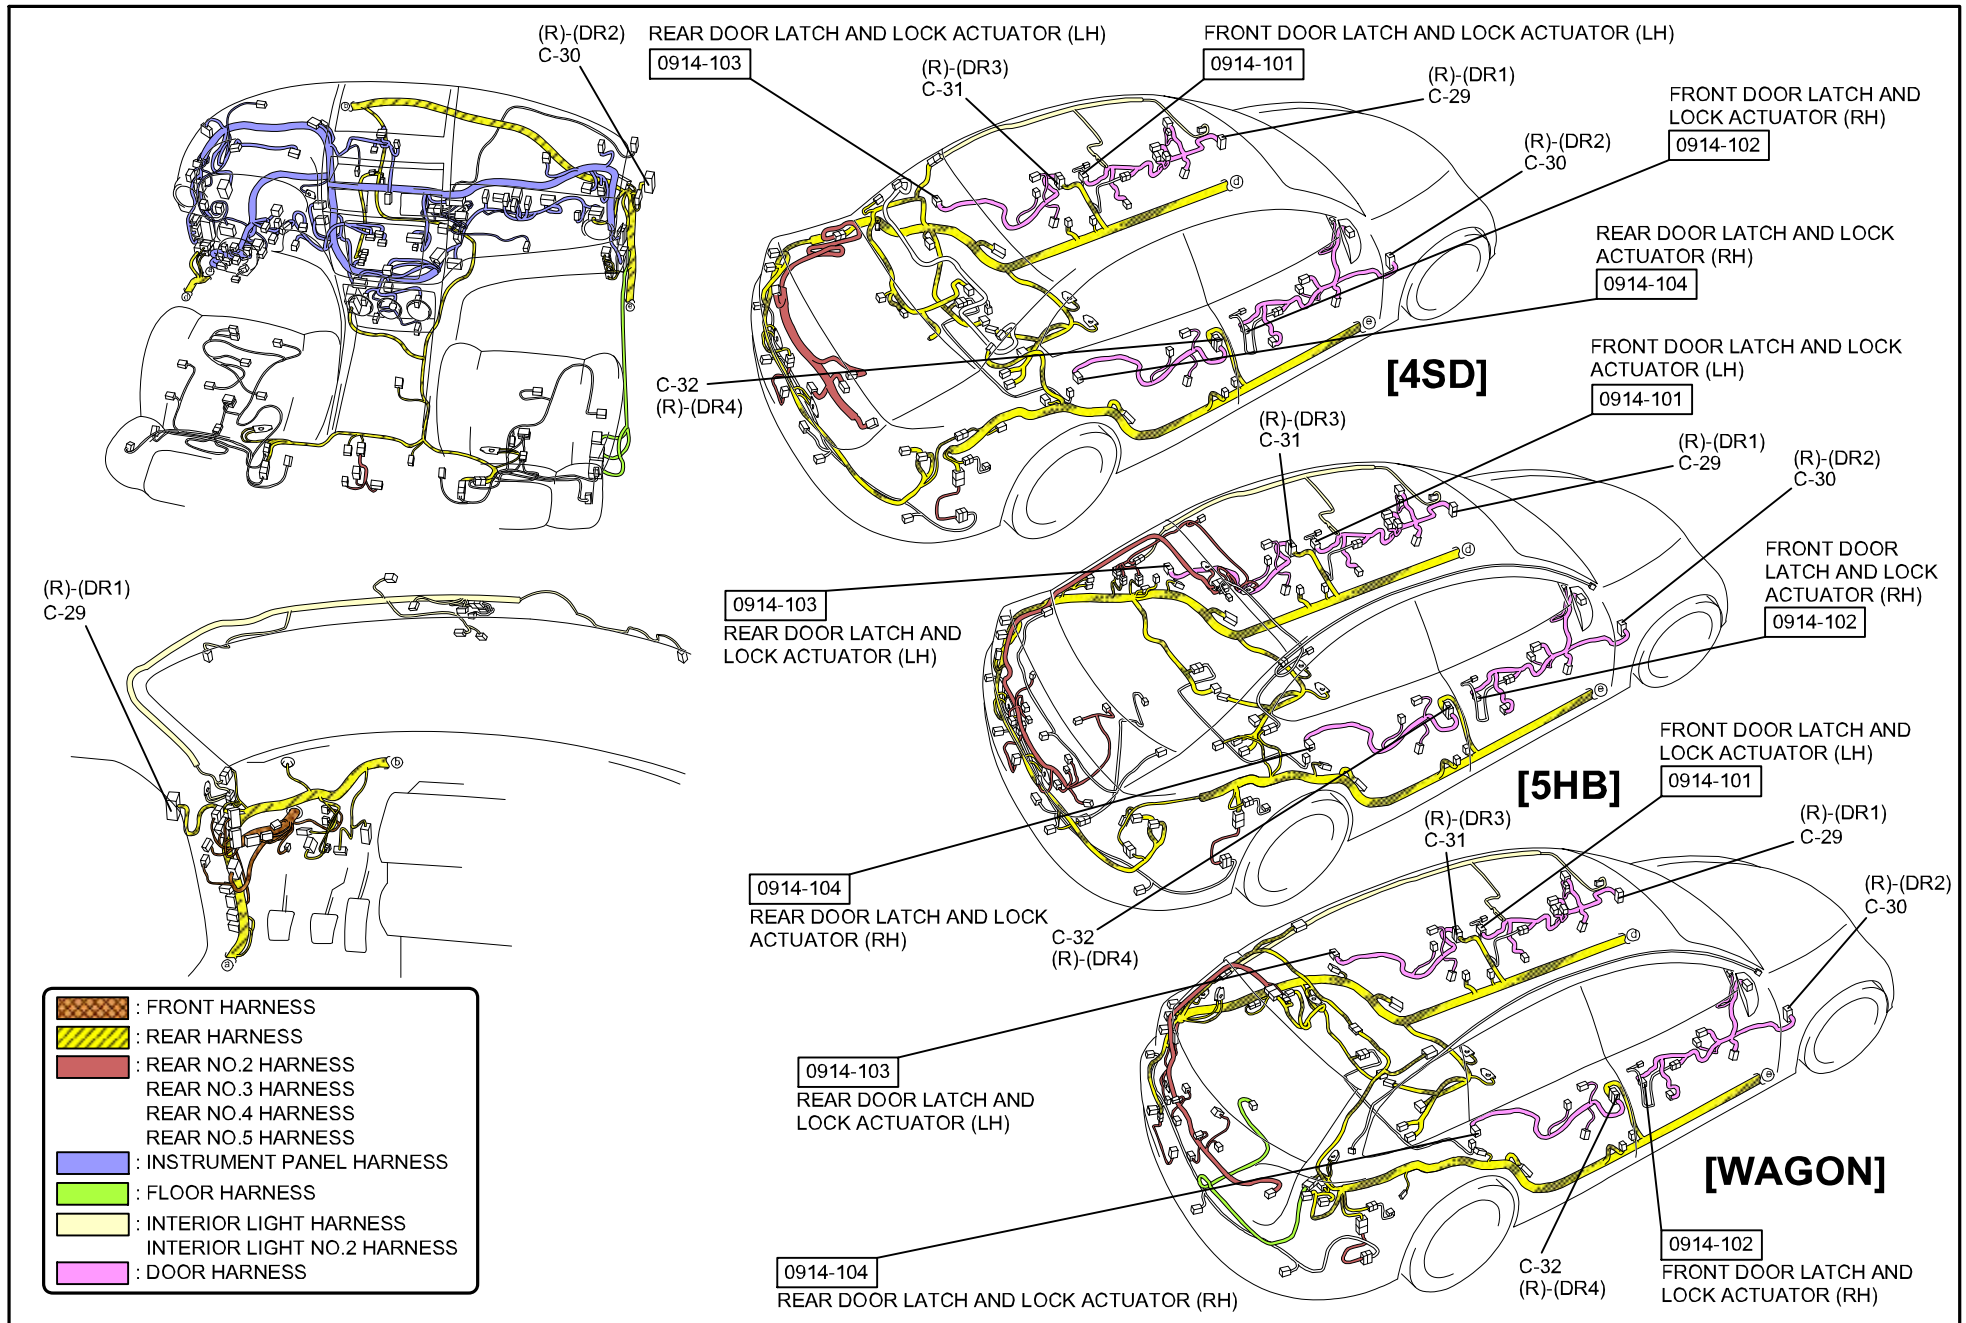 (R)-(DR2)
C-30
REAR DOOR LATCH AND LOCK ACTUATOR (LH)
0914-103
(R)-(DR3)
C-31
FRONT DOOR LATCH AND LOCK ACTUATOR (LH)
0914-101
(R)-(DR1)
C-29
FRONT DOOR LATCH AND
LOCK ACTUATOR (RH)
0914-102
(R)-(DR2)
C-30
REAR DOOR LATCH AND LOCK
ACTUATOR (RH)
0914-104
C-32
(R)-(DR4)
[4SD]
FRONT DOOR LATCH AND LOCK
ACTUATOR (LH)
0914-101
(R)-(DR3)
C-31
(R)-(DR1)
C-29
(R)-(DR2)
C-30
FRONT DOOR
LATCH AND LOCK
ACTUATOR (RH)
0914-102
0914-103
REAR DOOR LATCH AND
LOCK ACTUATOR (LH)
[5HB]
0914-104
REAR DOOR LATCH AND LOCK
ACTUATOR (RH)
C-32
(R)-(DR4)
(R)-(DR1)
C-29
FRONT DOOR LATCH AND
LOCK ACTUATOR (LH)
0914-101
(R)-(DR3)
C-31
(R)-(DR1)
C-29
(R)-(DR2)
C-30
0914-103
REAR DOOR LATCH AND
LOCK ACTUATOR (LH)
[WAGON]
0914-104
REAR DOOR LATCH AND LOCK ACTUATOR (RH)
C-32
(R)-(DR4)
0914-102
FRONT DOOR LATCH AND
LOCK ACTUATOR (RH)
: FRONT HARNESS
: REAR HARNESS
: REAR NO.2 HARNESS
REAR NO.3 HARNESS
REAR NO.4 HARNESS
REAR NO.5 HARNESS
: INSTRUMENT PANEL HARNESS
: FLOOR HARNESS
: INTERIOR LIGHT HARNESS
INTERIOR LIGHT NO.2 HARNESS
: DOOR HARNESS